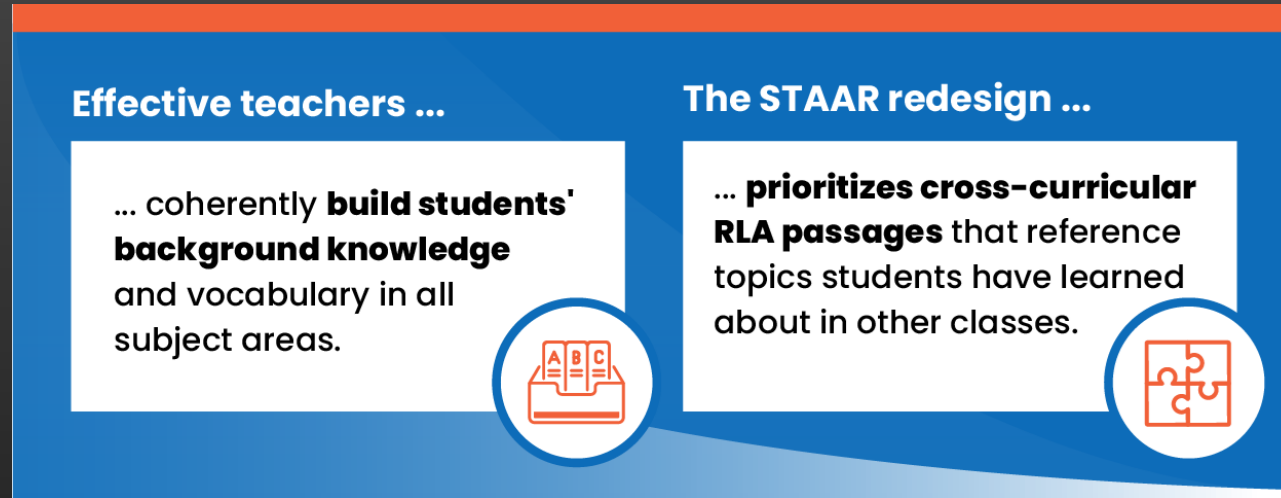 Effective teachers ...
... coherently build students'
background knowledge
and vocabulary in all
subject areas.
A B C
The STAAR redesign ...
... prioritizes cross-curricular
RLA passages that reference
topics students have learned
about in other classes.